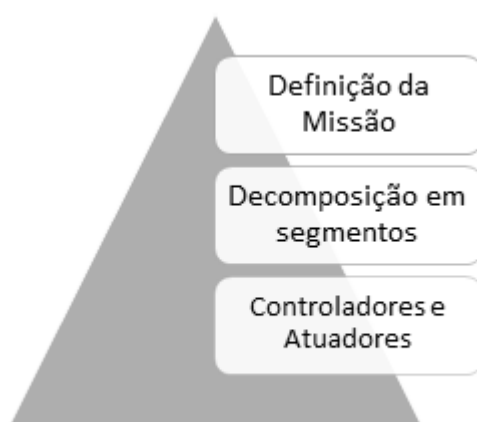 Definição da
Missão
Decomposição em
segmentos
Controladores e
Atuadores